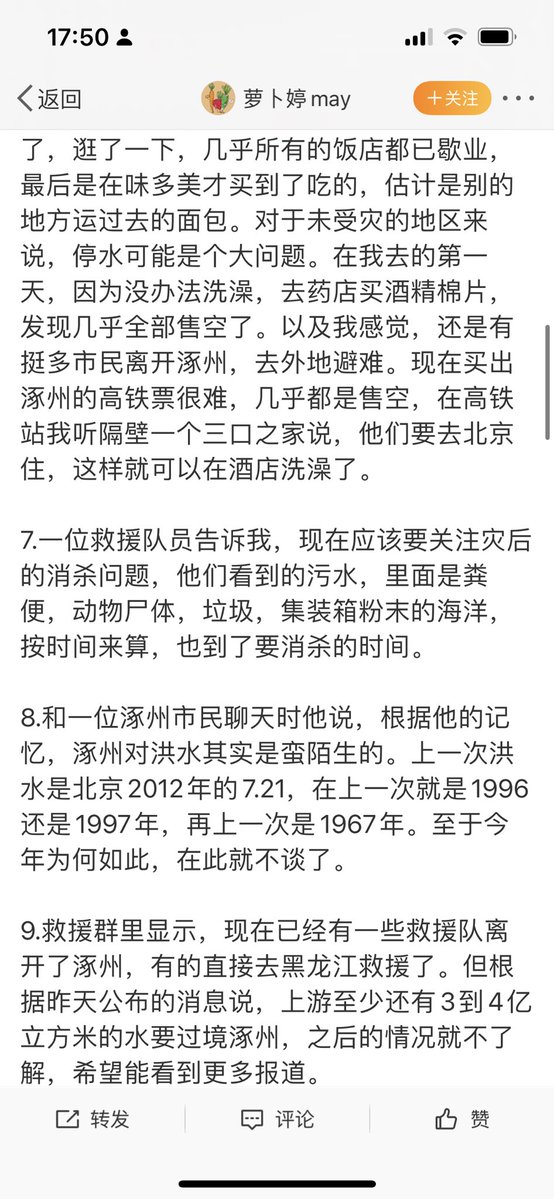 17:50
返回
萝卜婷may
+关注
了，逛了一下，几乎所有的饭店都已歇业，
最后是在味多美才买到了吃的，估计是别的
地方运过去的面包。对于未受灾的地区来
说，停水可能是个大问题。在我去的第一
天，因为没办法洗澡，去药店买酒精棉片，
发现几乎全部售空了。以及我感觉，还是有
挺多市民离开涿州，去外地避难。现在买出
涿州的高铁票很难，几乎都是售空，在高铁
站我听隔壁一个三口之家说，他们要去北京
住，这样就可以在酒店洗澡了。
7.一位救援队员告诉我，现在应该要关注灾后
的消杀问题，他们看到的污水，里面是粪
便，动物尸体，垃圾，集装箱粉末的海洋，
按时间来算，也到了要消杀的时间。
8.和一位涿州市民聊天时他说，根据他的记
忆，涿州对洪水其实是蛮陌生的。上一次洪
水是北京2012年的7.21，在上一次就是1996
还是1997年，再上一次是1967年。至于今
年为何如此，在此就不谈了。
9.救援群里显示，现在已经有一些救援队离
开了涿州，有的直接去黑龙江救援了。但根
据昨天公布的消息说，上游至少还有3到4亿
立方米的水要过境涿州，之后的情况就不了
解，希望能看到更多报道。
转发
评论
赞